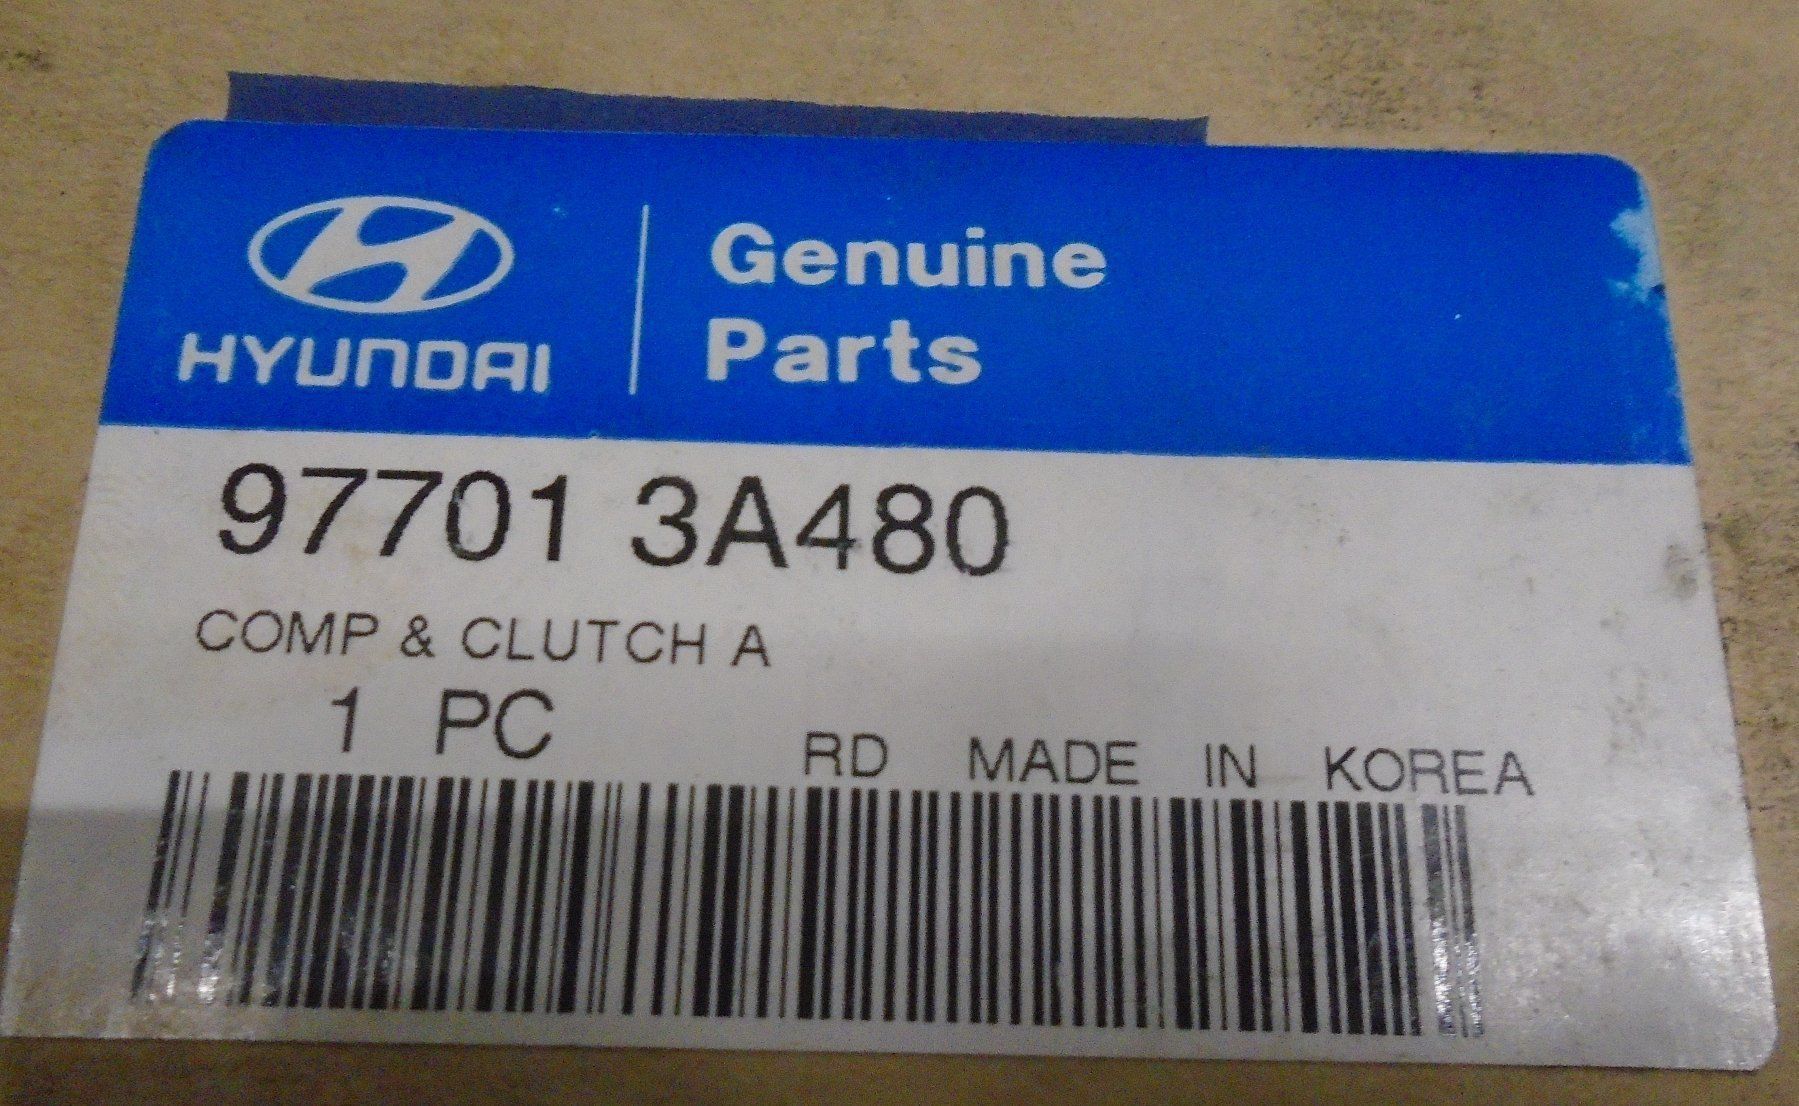 HYUNDAI
Genuine
Parts
97701 3A480
COMP & CLUTCH A
1 PC
RD MADE IN KOREA